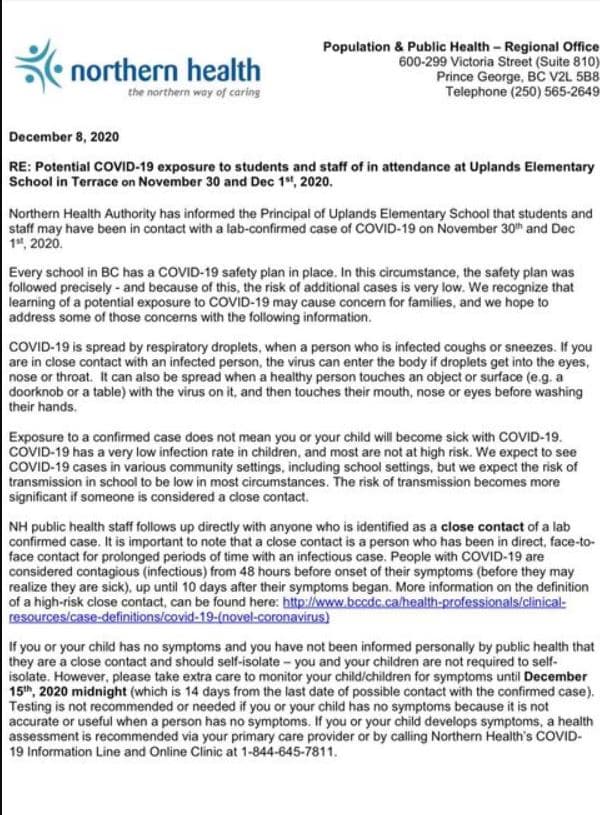 northern health
the northern way of caring
Population & Public Health – Regional Office
600-299 Victoria Street (Suite 810)
Prince George, BC V2L 5B8
Telephone (250) 565-2649
December 8, 2020
RE: Potential COVID-19 exposure to students and staff of in attendance at Uplands Elementary
School in Terrace on November 30 and Dec 1st, 2020.
Northern Health Authority has informed the Principal of Uplands Elementary School that students and
staff may have been in contact with a lab-confirmed case of COVID-19 on November 30th and Dec
1st, 2020.
Every school in BC has a COVID-19 safety plan in place. In this circumstance, the safety plan was
followed precisely - and because of this, the risk of additional cases is very low. We recognize that
learning of a potential exposure to COVID-19 may cause concern for families, and we hope to
address some of those concerns with the following information.
COVID-19 is spread by respiratory droplets, when a person who is infected coughs or sneezes. If you
are in close contact with an infected person, the virus can enter the body if droplets get into the eyes,
nose or throat. It can also be spread when a healthy person touches an object or surface (e.g. a
doorknob or a table) with the virus on it, and then touches their mouth, nose or eyes before washing
their hands.
Exposure to a confirmed case does not mean you or your child will become sick with COVID-19.
COVID-19 has a very low infection rate in children, and most are not at high risk. We expect to see
COVID-19 cases in various community settings, including school settings, but we expect the risk of
transmission in school to be low in most circumstances. The risk of transmission becomes more
significant if someone is considered a close contact.
NH public health staff follows up directly with anyone who is identified as a close contact of a lab
confirmed case. It is important to note that a close contact is a person who has been in direct, face-to-
face contact for prolonged periods of time with an infectious case. People with COVID-19 are
considered contagious (infectious) from 48 hours before onset of their symptoms (before they may
realize they are sick), up until 10 days after their symptoms began. More information on the definition
of a high-risk close contact, can be found here: http://www.bccdc.ca/health-professionals/clinical-
resources/case-definitions/covid-19-(novel-coronavirus)
If you or your child has no symptoms and you have not been informed personally by public health that
they are a close contact and should self-isolate – you and your children are not required to self-
isolate. However, please take extra care to monitor your child/children for symptoms until December
15th, 2020 midnight (which is 14 days from the last date of possible contact with the confirmed case).
Testing is not recommended or needed if you or your child has no symptoms because it is not
accurate or useful when a person has no symptoms. If you or your child develops symptoms, a health
assessment is recommended via your primary care provider or by calling Northern Health's COVID-
19 Information Line and Online Clinic at 1-844-645-7811.